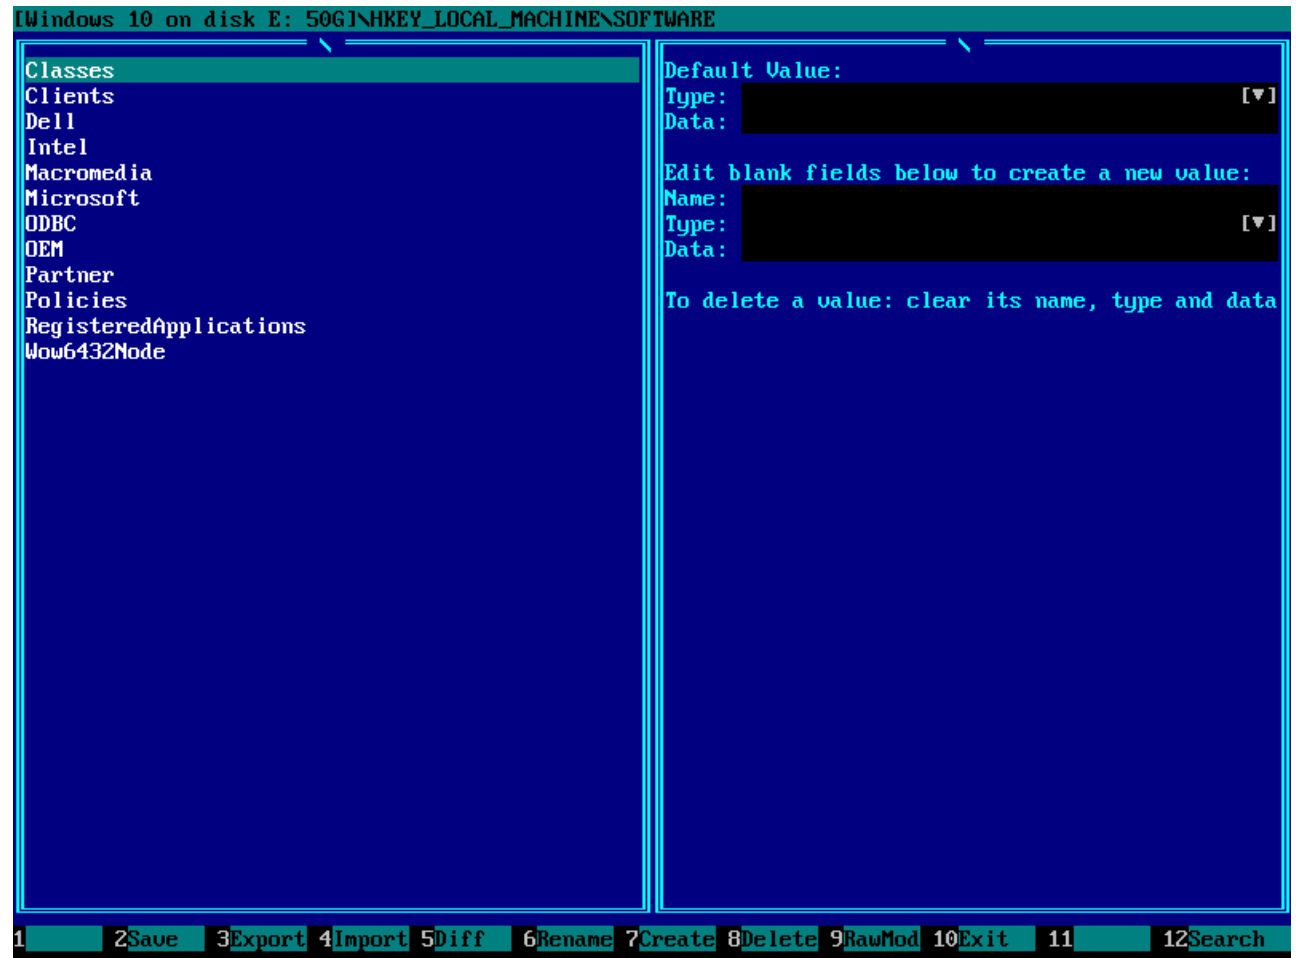 [Windows 10 on disk E: 50G]\HKEY_LOCAL_MACHINE\SOFTWARE
\
Classes
Clients
Dell
Intel
Macromedia
Microsoft
ODBC
OEM
Partner
Policies
RegisteredApplications
Wow6432Node
\
Default Value:
Type: [▼]
Data:
Edit blank fields below to create a new value:
Name:
Type: [▼]
Data:
To delete a value: clear its name, type and data
1 2Save 3Export 4Import 5Diff 6Rename 7Create 8Delete 9RawMod 10Exit 11 12Search